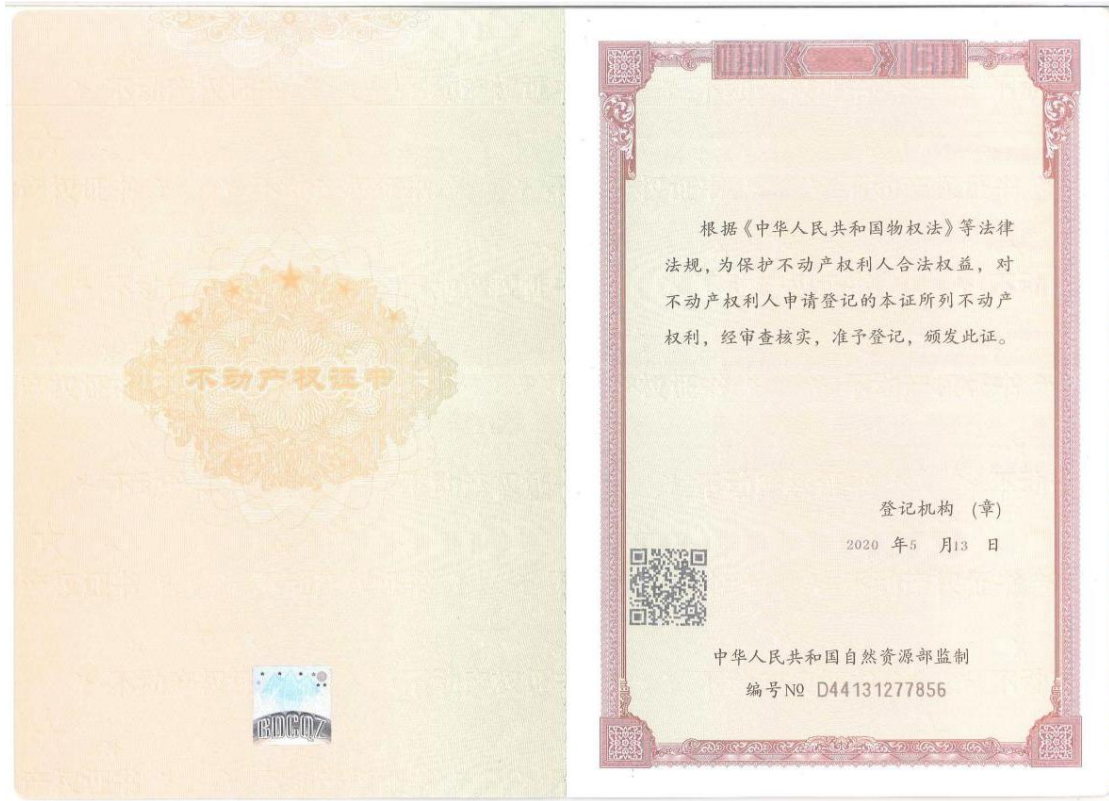 不动产权证书
BDCQZ
根据《中华人民共和国物权法》等法律
法规,为保护不动产权利人合法权益,对
不动产权利人申请登记的本证所列不动产
权利,经审查核实,准予登记,颁发此证。
登记机构 (章)
2020 年5 月13 日
中华人民共和国自然资源部监制
编号№ D44131277856